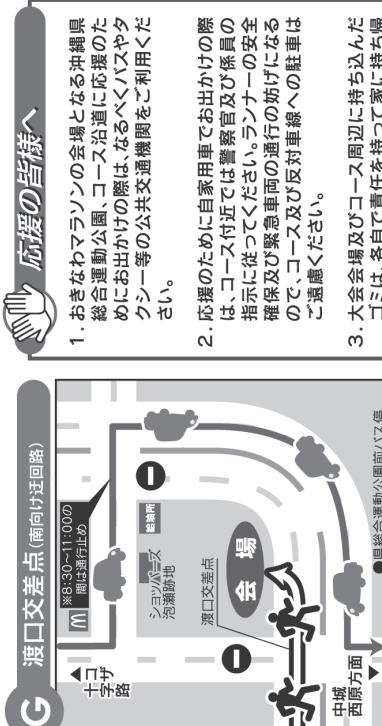 G 渡口交差点(南向け迂回路)
※8:30~11:00の
間は通行止め
給油所
ショッパーズ
泡瀬跡地
渡口交差点
会場
コザ
十字路
中城
西原方面
●県総合運動公園前バス停
応援の皆様へ
1. おきなわマラソンの会場となる沖縄県
総合運動公園、コース沿道に応援のた
めにお出かけの際は、なるべくバスやタ
クシー等の公共交通機関をご利用くだ
さい。
2. 応援のために自家用車でお出かけの際
は、コース付近では警察官及び係員の
指示に従ってください。ランナーの安全
確保及び緊急車両の通行の妨げになる
ので、コース及び反対車線への駐車は
ご遠慮ください。
3. 大会会場及びコース周辺に持ち込んだ
ゴミは、各自で責任を持って家に持ち帰